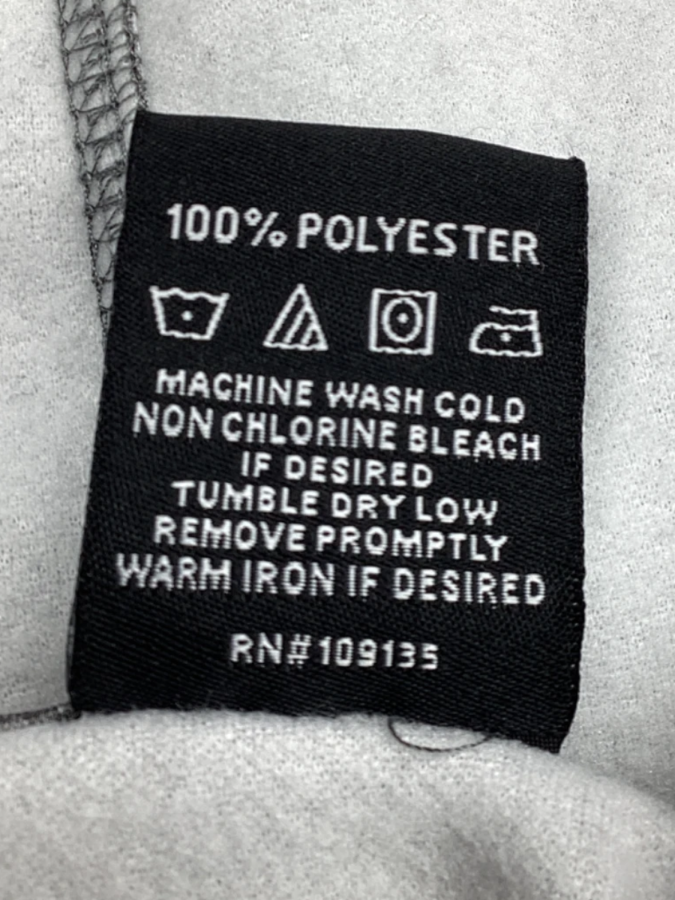 100% POLYESTER
MACHINE WASH COLD
NON CHLORINE BLEACH
IF DESIRED
TUMBLE DRY LOW
REMOVE PROMPTLY
WARM IRON IF DESIRED
RN#109135